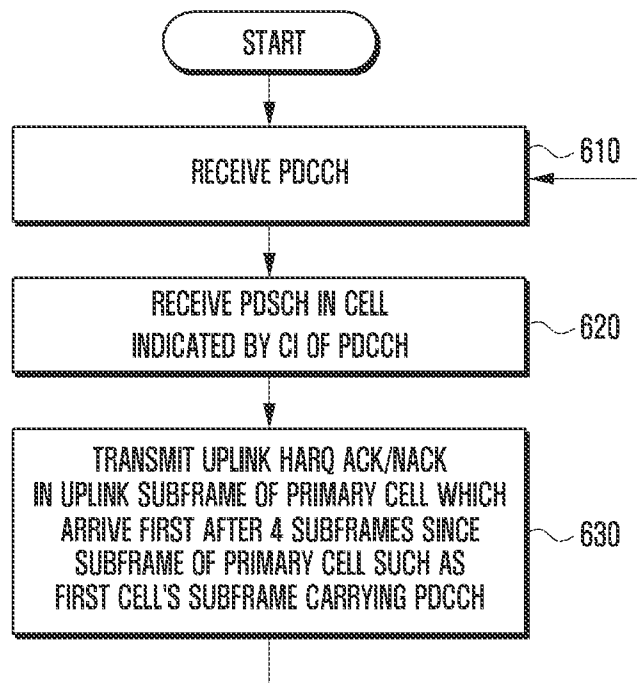 START
RECEIVE PDCCH
610
RECEIVE PDSCH IN CELL
INDICATED BY CI OF PDCCH
620
TRANSMIT UPLINK HARQ ACK/NACK
IN UPLINK SUBFRAME OF PRIMARY CELL WHICH
ARRIVE FIRST AFTER 4 SUBFRAMES SINCE
SUBFRAME OF PRIMARY CELL SUCH AS
FIRST CELL'S SUBFRAME CARRYING PDCCH
630